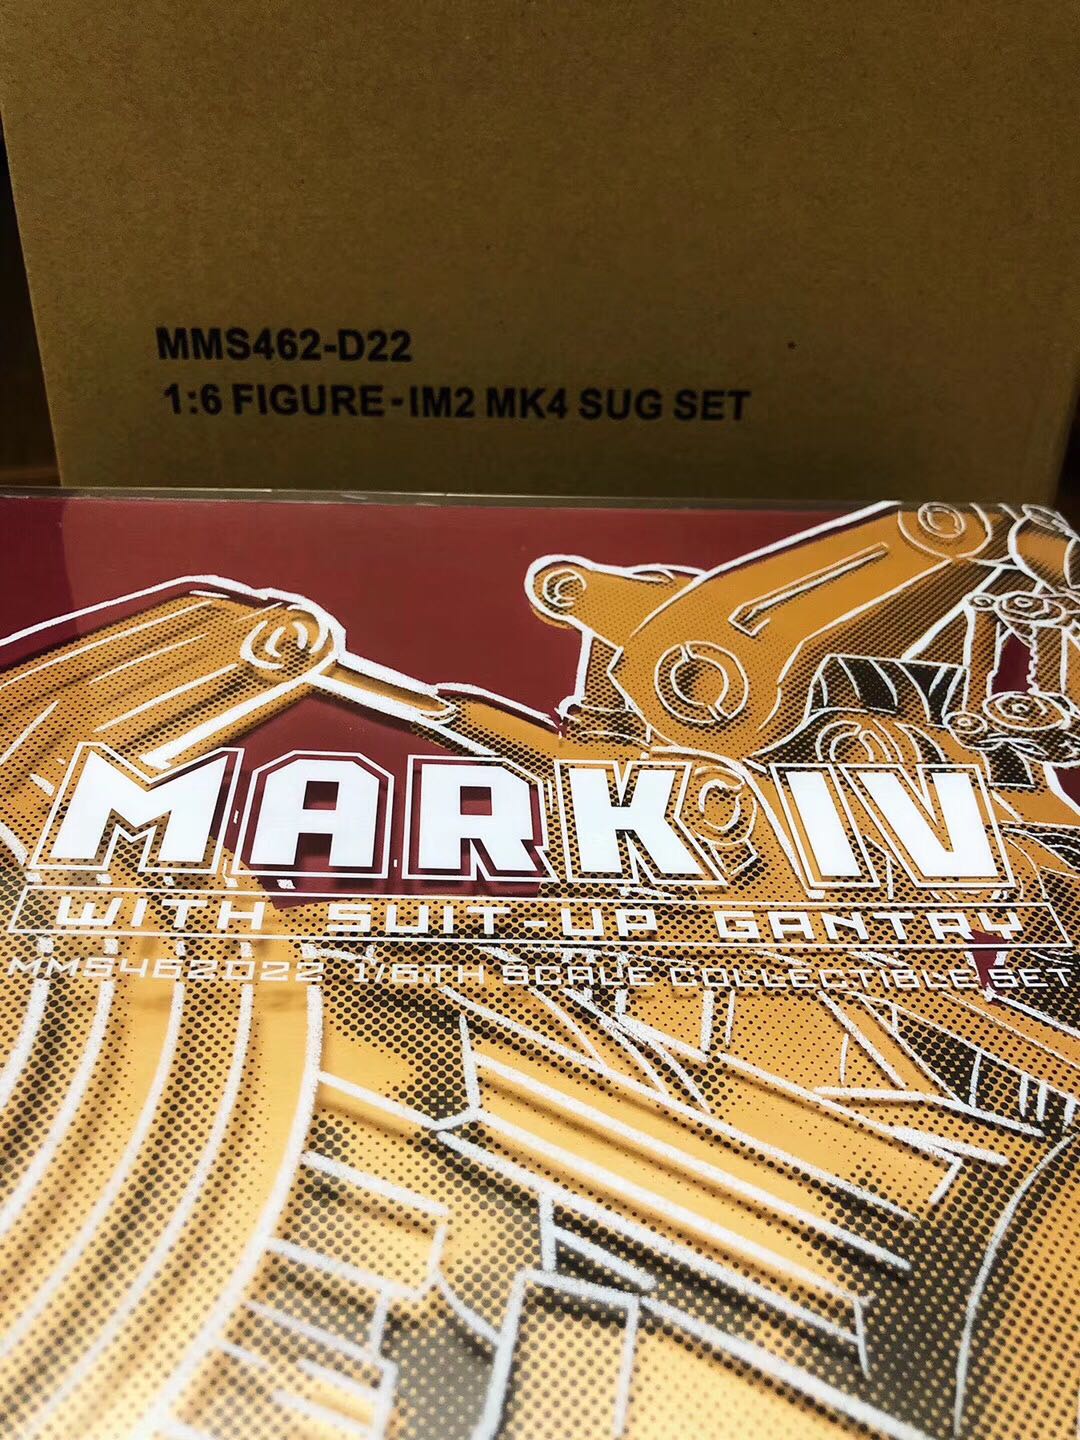 MMS462-D22
1:6 FIGURE-IM2 MK4 SUG SET
MARK IV
WITH SUIT-UP GANTRY
MMS462D22 1/6TH SCALE COLLECTIBLE SET